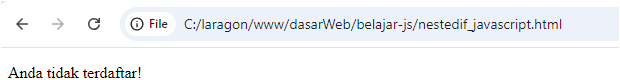 File C:/laragon/www/dasarWeb/belajar-js/nestedif_javascript.html
Anda tidak terdaftar!